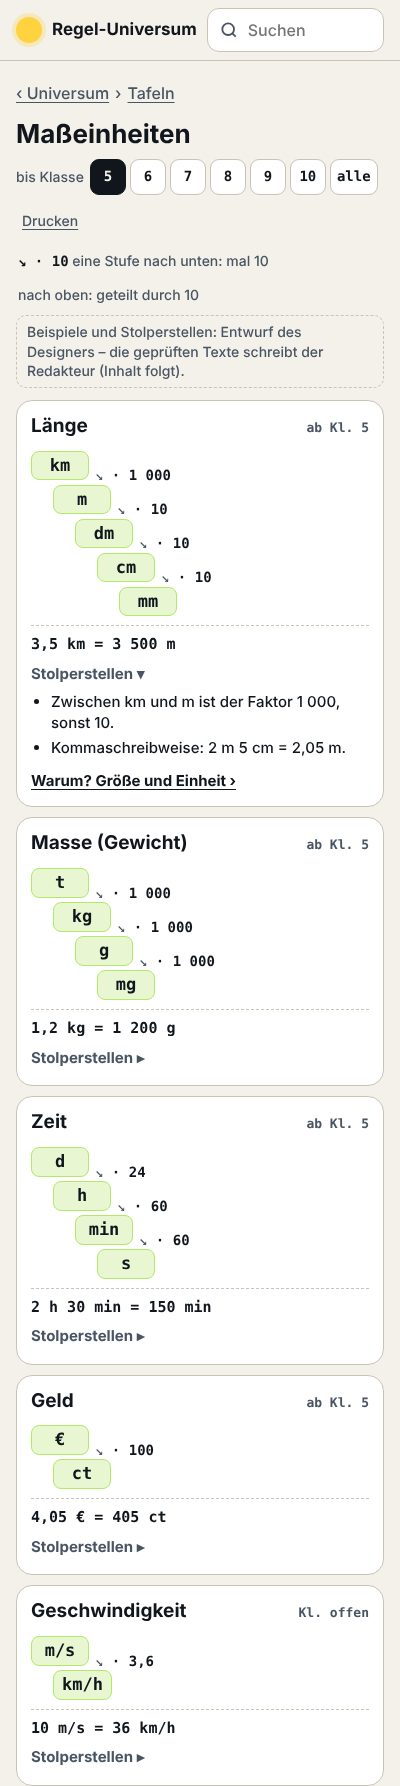 Regel-Universum
Suchen
‹ Universum › Tafeln
Maßeinheiten
bis Klasse 5 6 7 8 9 10 alle
Drucken
↘ · 10 eine Stufe nach unten: mal 10
nach oben: geteilt durch 10
Beispiele und Stolperstellen: Entwurf des
Designers – die geprüften Texte schreibt der
Redakteur (Inhalt folgt).
Länge ab Kl. 5
km ↘ · 1 000
m ↘ · 10
dm ↘ · 10
cm ↘ · 10
mm
3,5 km = 3 500 m
Stolperstellen ▾
• Zwischen km und m ist der Faktor 1 000,
sonst 10.
• Kommaschreibweise: 2 m 5 cm = 2,05 m.
Warum? Größe und Einheit ›
Masse (Gewicht) ab Kl. 5
t ↘ · 1 000
kg ↘ · 1 000
g ↘ · 1 000
mg
1,2 kg = 1 200 g
Stolperstellen ▸
Zeit ab Kl. 5
d ↘ · 24
h ↘ · 60
min ↘ · 60
s
2 h 30 min = 150 min
Stolperstellen ▸
Geld ab Kl. 5
€ ↘ · 100
ct
4,05 € = 405 ct
Stolperstellen ▸
Geschwindigkeit Kl. offen
m/s ↘ · 3,6
km/h
10 m/s = 36 km/h
Stolperstellen ▸